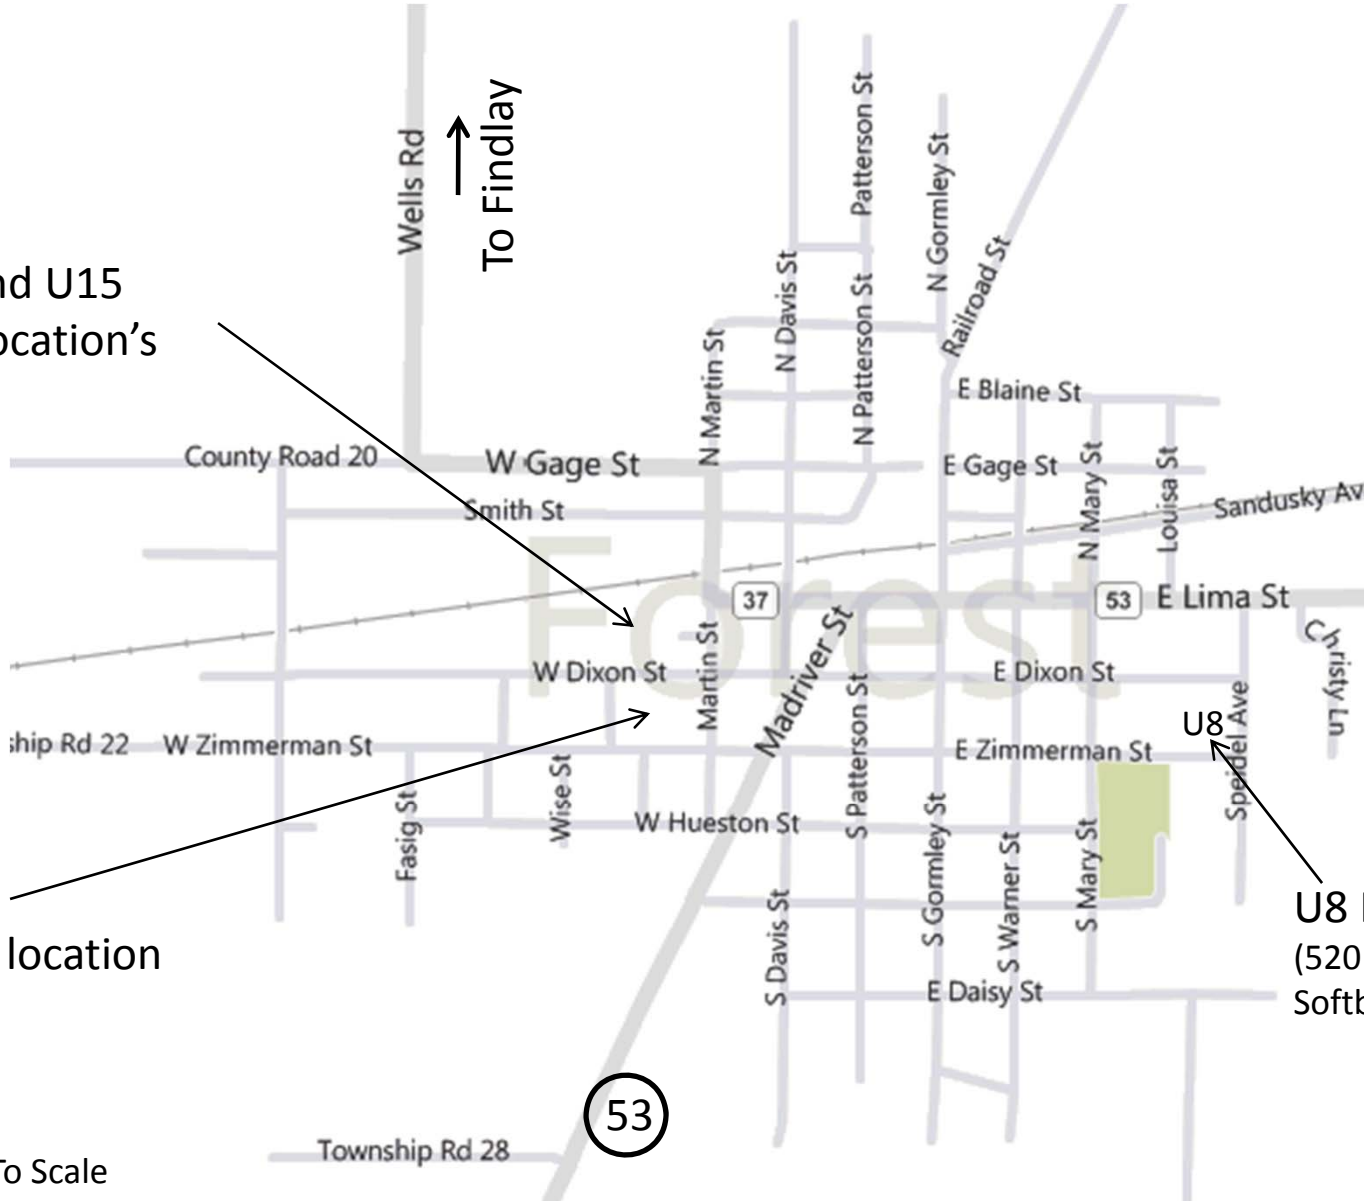 Wells Rd
To Findlay
Patterson St
N Gormley St
nd U15
ocation's
N Davis St
N Patterson St
Railroad St
N Martin St
E Blaine St
County Road 20
W Gage St
E Gage St
N Mary St
Louisa St
Smith St
Sandusky Av
Forest
37
53
E Lima St
Christy Ln
Martin St
Madriver St
W Dixon St
E Dixon St
S Patterson St
Speidel Ave
U8
ship Rd 22
W Zimmerman St
E Zimmerman St
Fasig St
Wise St
W Hueston St
S Gormley St
S Warner St
S Mary St
S Davis St
location
U8
(520
Softb
E Daisy St
53
Township Rd 28
To Scale